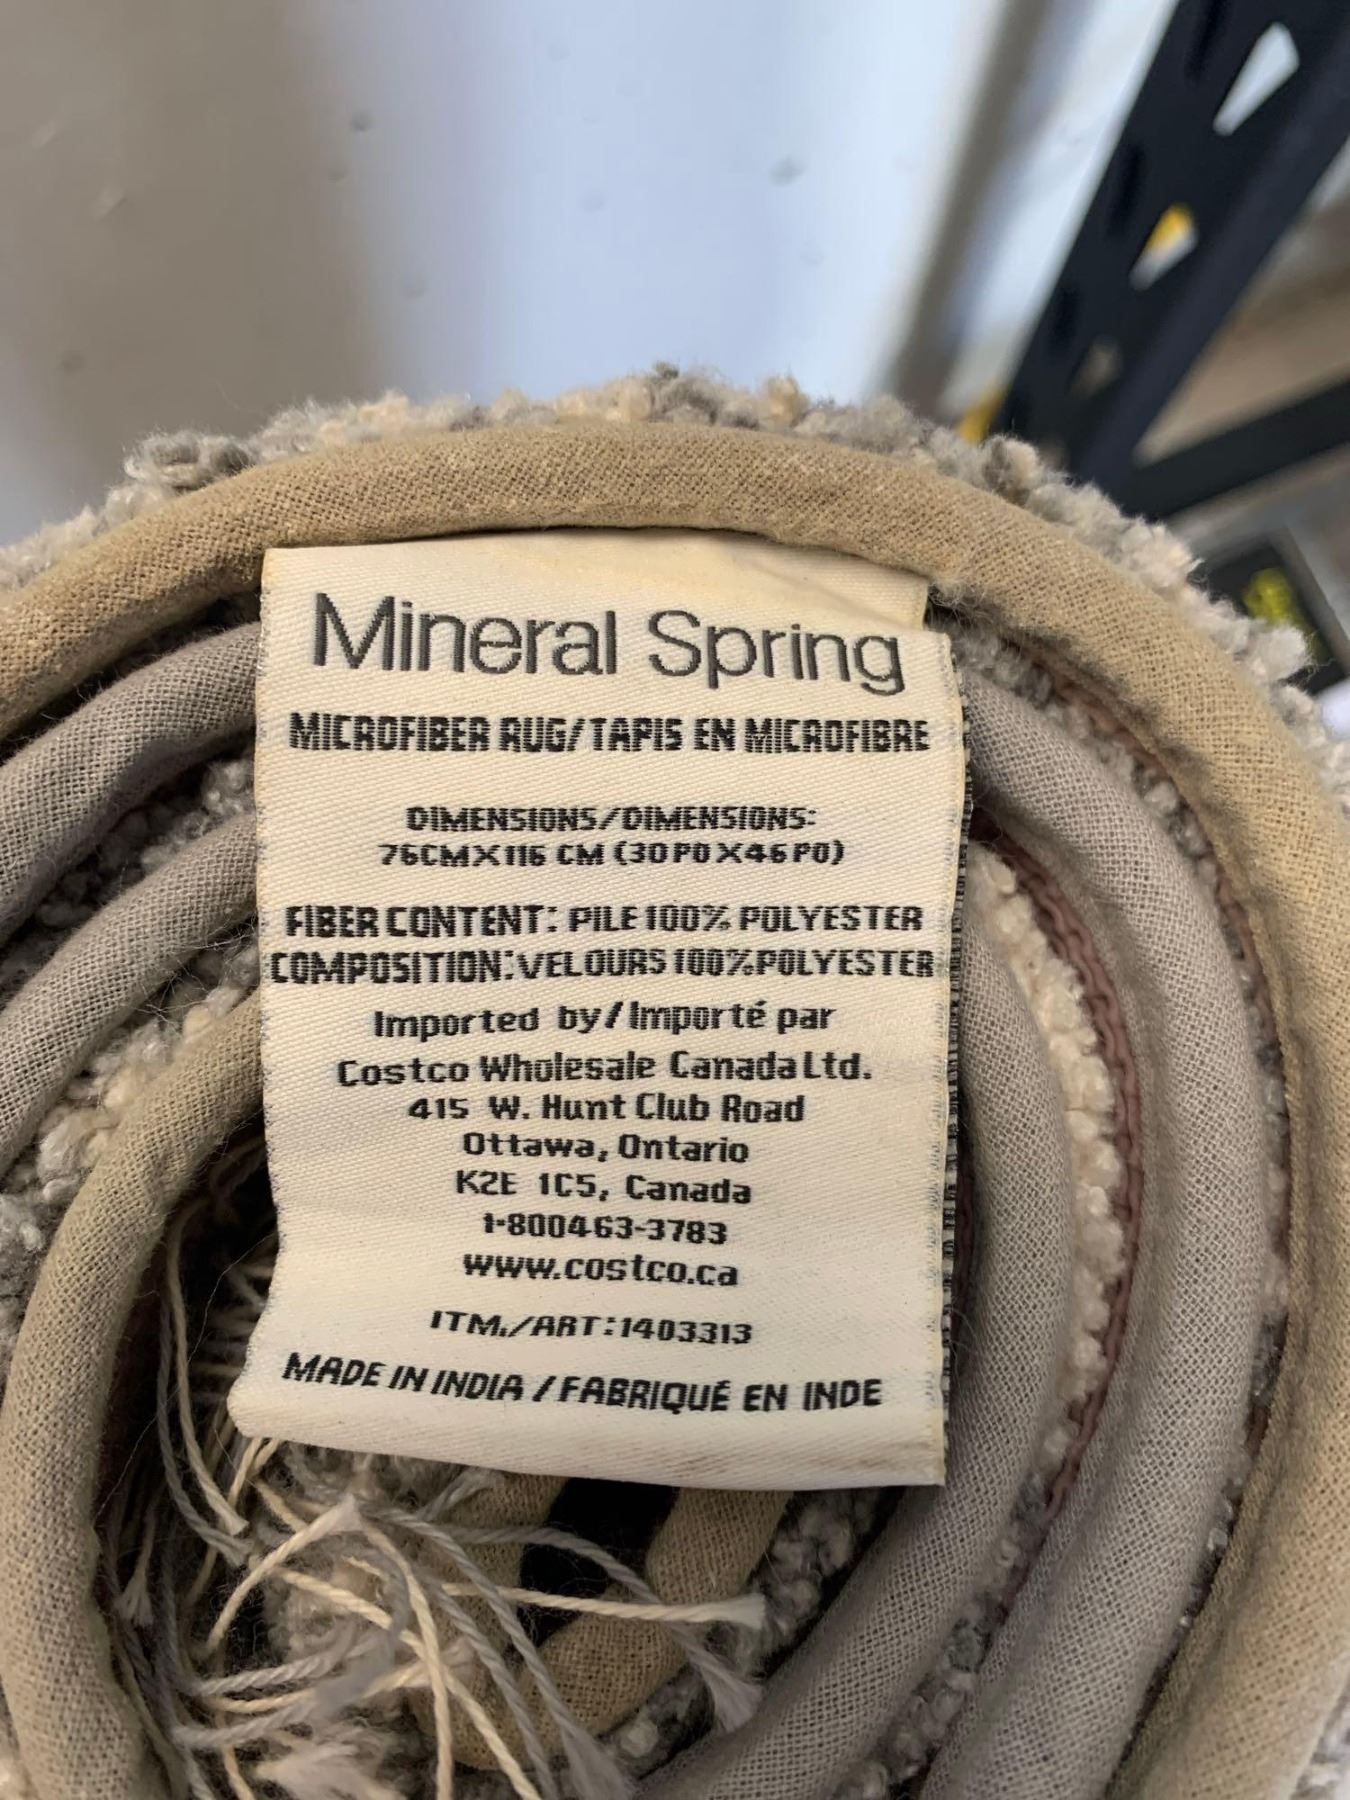 Mineral Spring
MICROFIBER RUG/TAPIS EN MICROFIBRE
DIMENSIONS/DIMENSIONS:
76CMX116 CM (30 PO X 46 PO)
FIBER CONTENT: PILE 100% POLYESTER
COMPOSITION: VELOURS 100% POLYESTER
Imported by/Importé par
Costco Wholesale Canada Ltd.
415 W. Hunt Club Road
Ottawa, Ontario
K2E 1C5, Canada
1-800463-3783
www.costco.ca
ITM./ART:1403313
MADE IN INDIA / FABRIQUÉ EN INDE